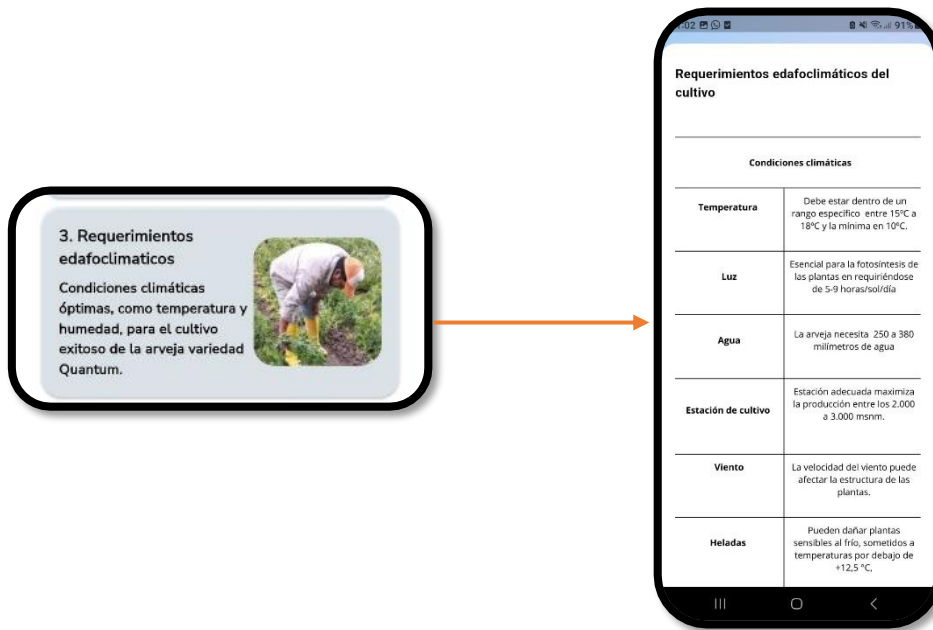 3. Requerimientos
edafoclimaticos
Condiciones climáticas
óptimas, como temperatura y
humedad, para el cultivo
exitoso de la arveja variedad
Quantum.
:02
91%
Requerimientos edafoclimáticos del
cultivo
Condiciones climáticas
Temperatura
Debe estar dentro de un
rango específico entre 15ºC a
18ºC y la mínima en 10ºC.
Luz
Esencial para la fotosíntesis de
las plantas en requiriéndose
de 5-9 horas/sol/día
Agua
La arveja necesita 250 a 380
milímetros de agua
Estación de cultivo
Estación adecuada maximiza
la producción entre los 2.000
a 3.000 msnm.
Viento
La velocidad del viento puede
afectar la estructura de las
plantas.
Heladas
Pueden dañar plantas
sensibles al frío, sometidos a
temperaturas por debajo de
+12,5 °C,